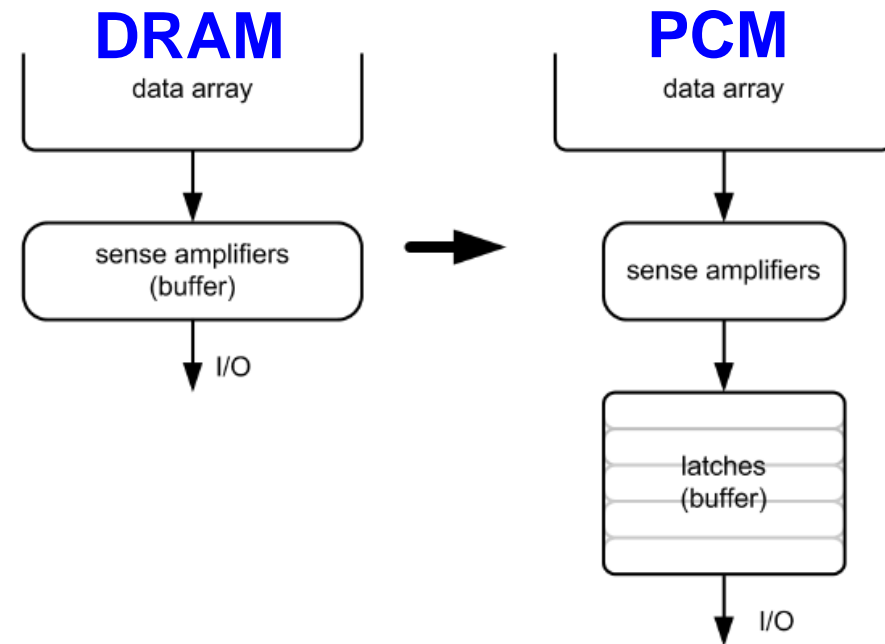 DRAM
data array
sense amplifiers
(buffer)
I/O
PCM
data array
sense amplifiers
latches
(buffer)
I/O